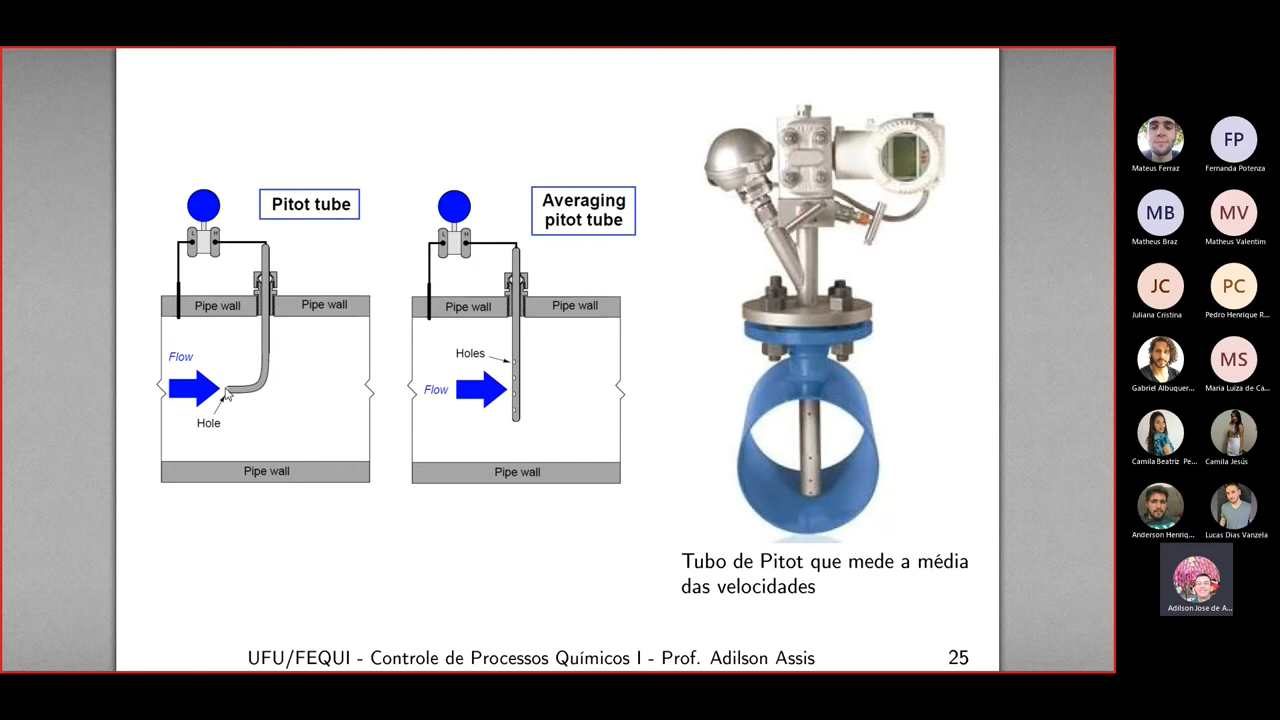 Pitot tube
L
H
Pipe wall
Pipe wall
Flow
Hole
Pipe wall
Averaging
pitot tube
L
H
Pipe wall
Pipe wall
Holes
Flow
Pipe wall
Tubo de Pitot que mede a média
das velocidades
UFU/FEQUI - Controle de Processos Químicos I - Prof. Adilson Assis
25
Mateus Ferraz
FP
Fernanda Potenza
MB
Matheus Braz
MV
Matheus Valentim
JC
Juliana Cristina
PC
Pedro Henrique R...
Gabriel Albuquer...
MS
Maria Luiza de Ca...
Camila Beatriz Pe...
Camila Jesús
Anderson Henriq...
Lucas Dias Vanzela
Adilson Jose de A...